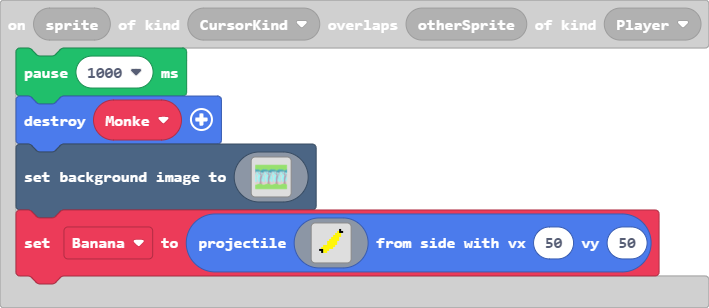 on sprite of kind CursorKind overlaps otherSprite of kind Player
pause 1000 ms
destroy Monke
set background image to
set Banana to projectile from side with vx 50 vy 50